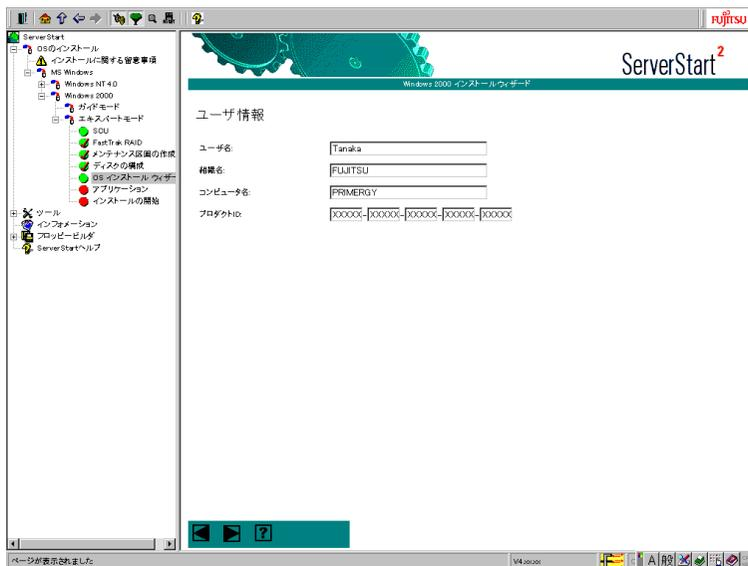 FUJITSU
ServerStart
OSのインストール
インストールに関する留意事項
MS Windows
Windows NT 4.0
Windows 2000
ガイドモード
エキスパートモード
SCU
FastTrak RAID
メンテナンス区画の作成
ディスクの構成
OS インストール ウィザー
アプリケーション
インストールの開始
ツール
インフォメーション
フロッピービルダ
ServerStartヘルプ
ServerStart2
Windows 2000 インストールウィザード
ユーザ情報
ユーザ名: Tanaka
組織名: FUJITSU
コンピュータ名: PRIMERGY
プロダクトID: XXXXX-XXXXX-XXXXX-XXXXX-XXXXX
ページが表示されました
A 般